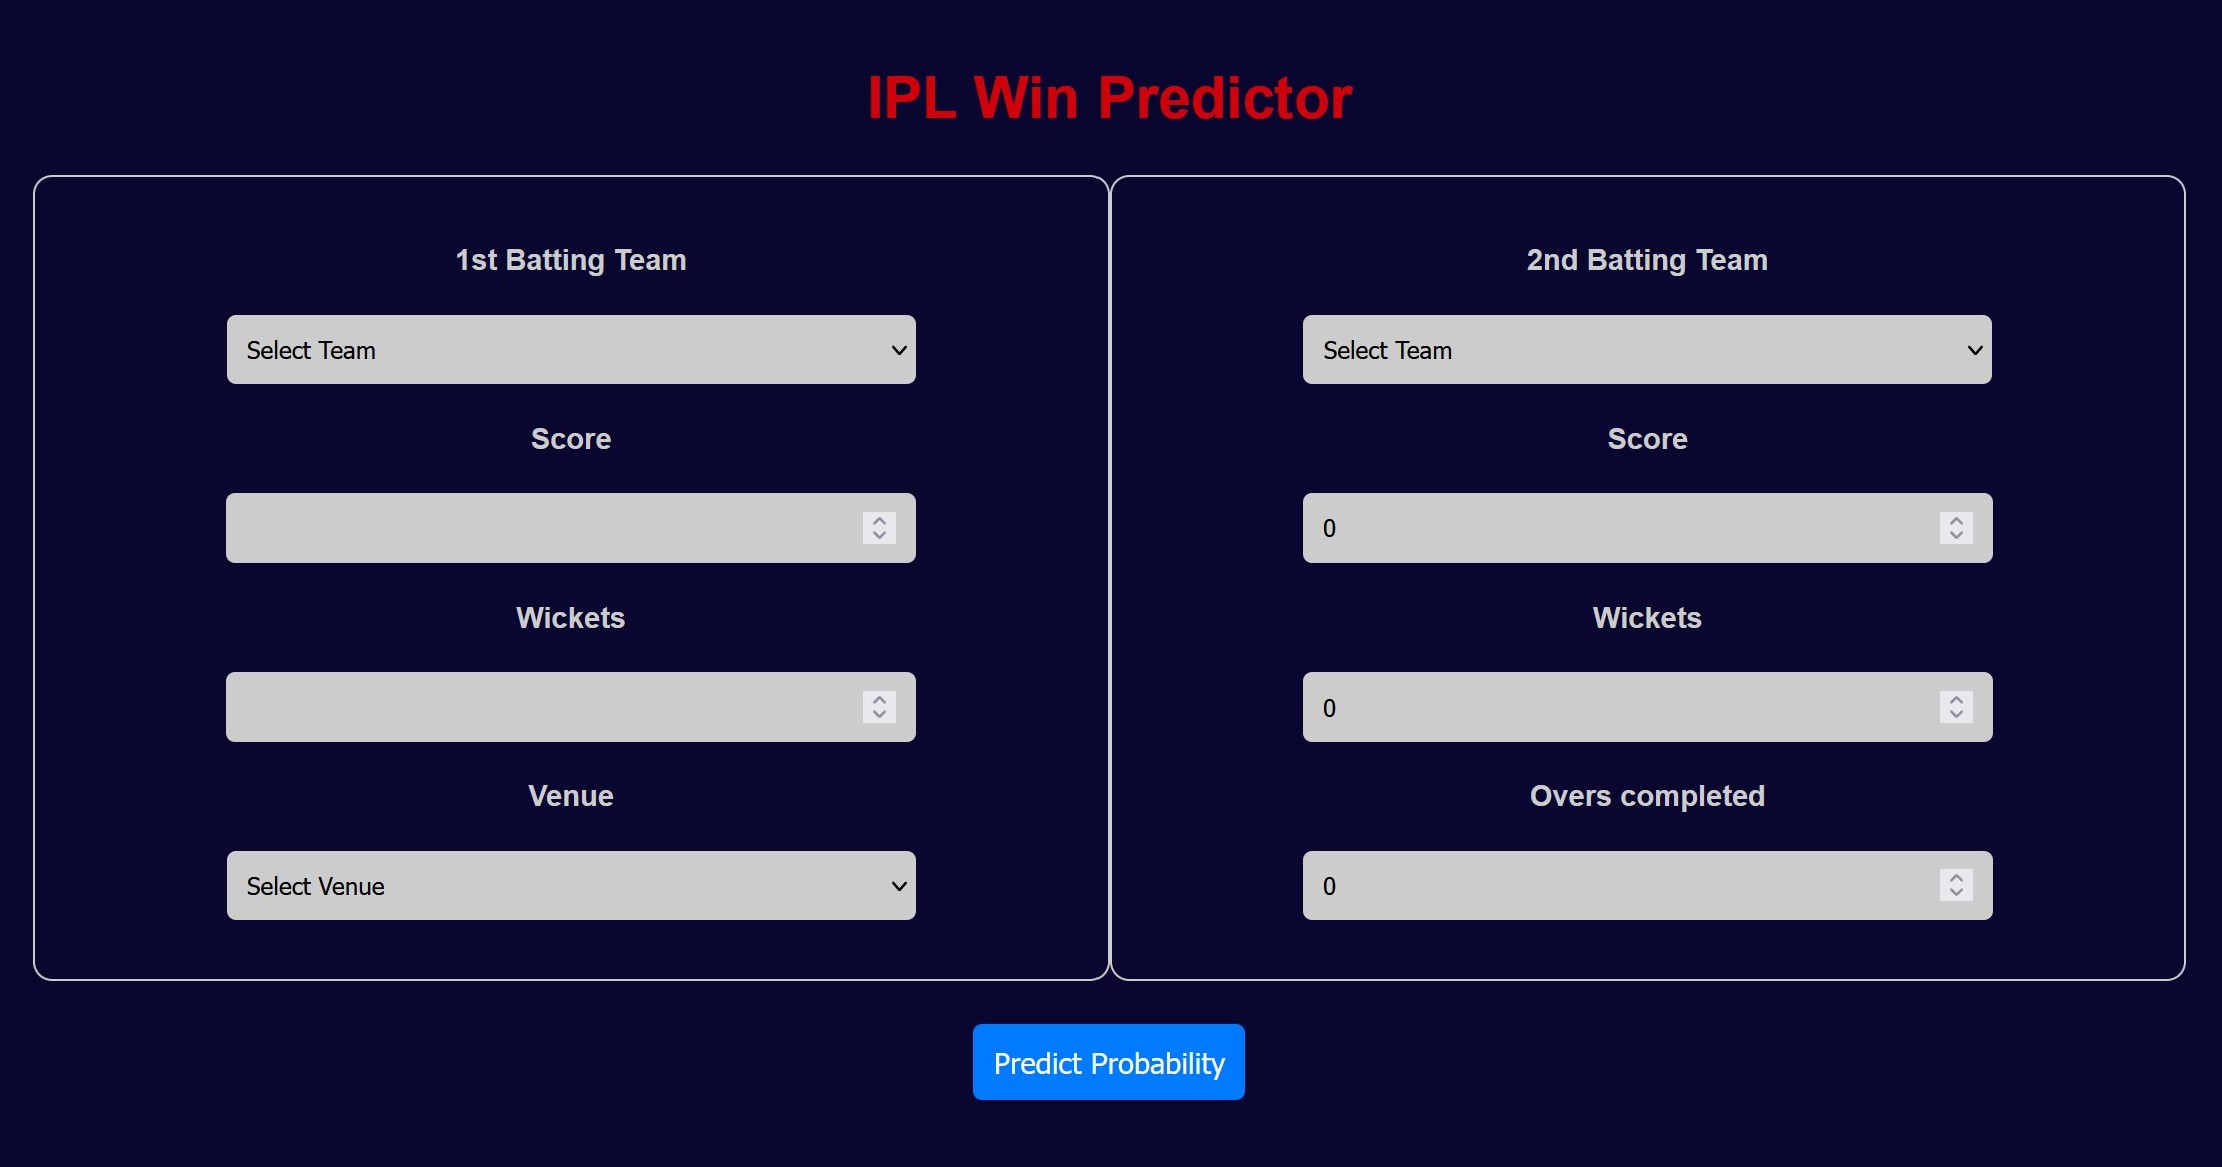 IPL Win Predictor
1st Batting Team
Select Team
Score
Wickets
Venue
Select Venue
2nd Batting Team
Select Team
Score
0
Wickets
0
Overs completed
0
Predict Probability